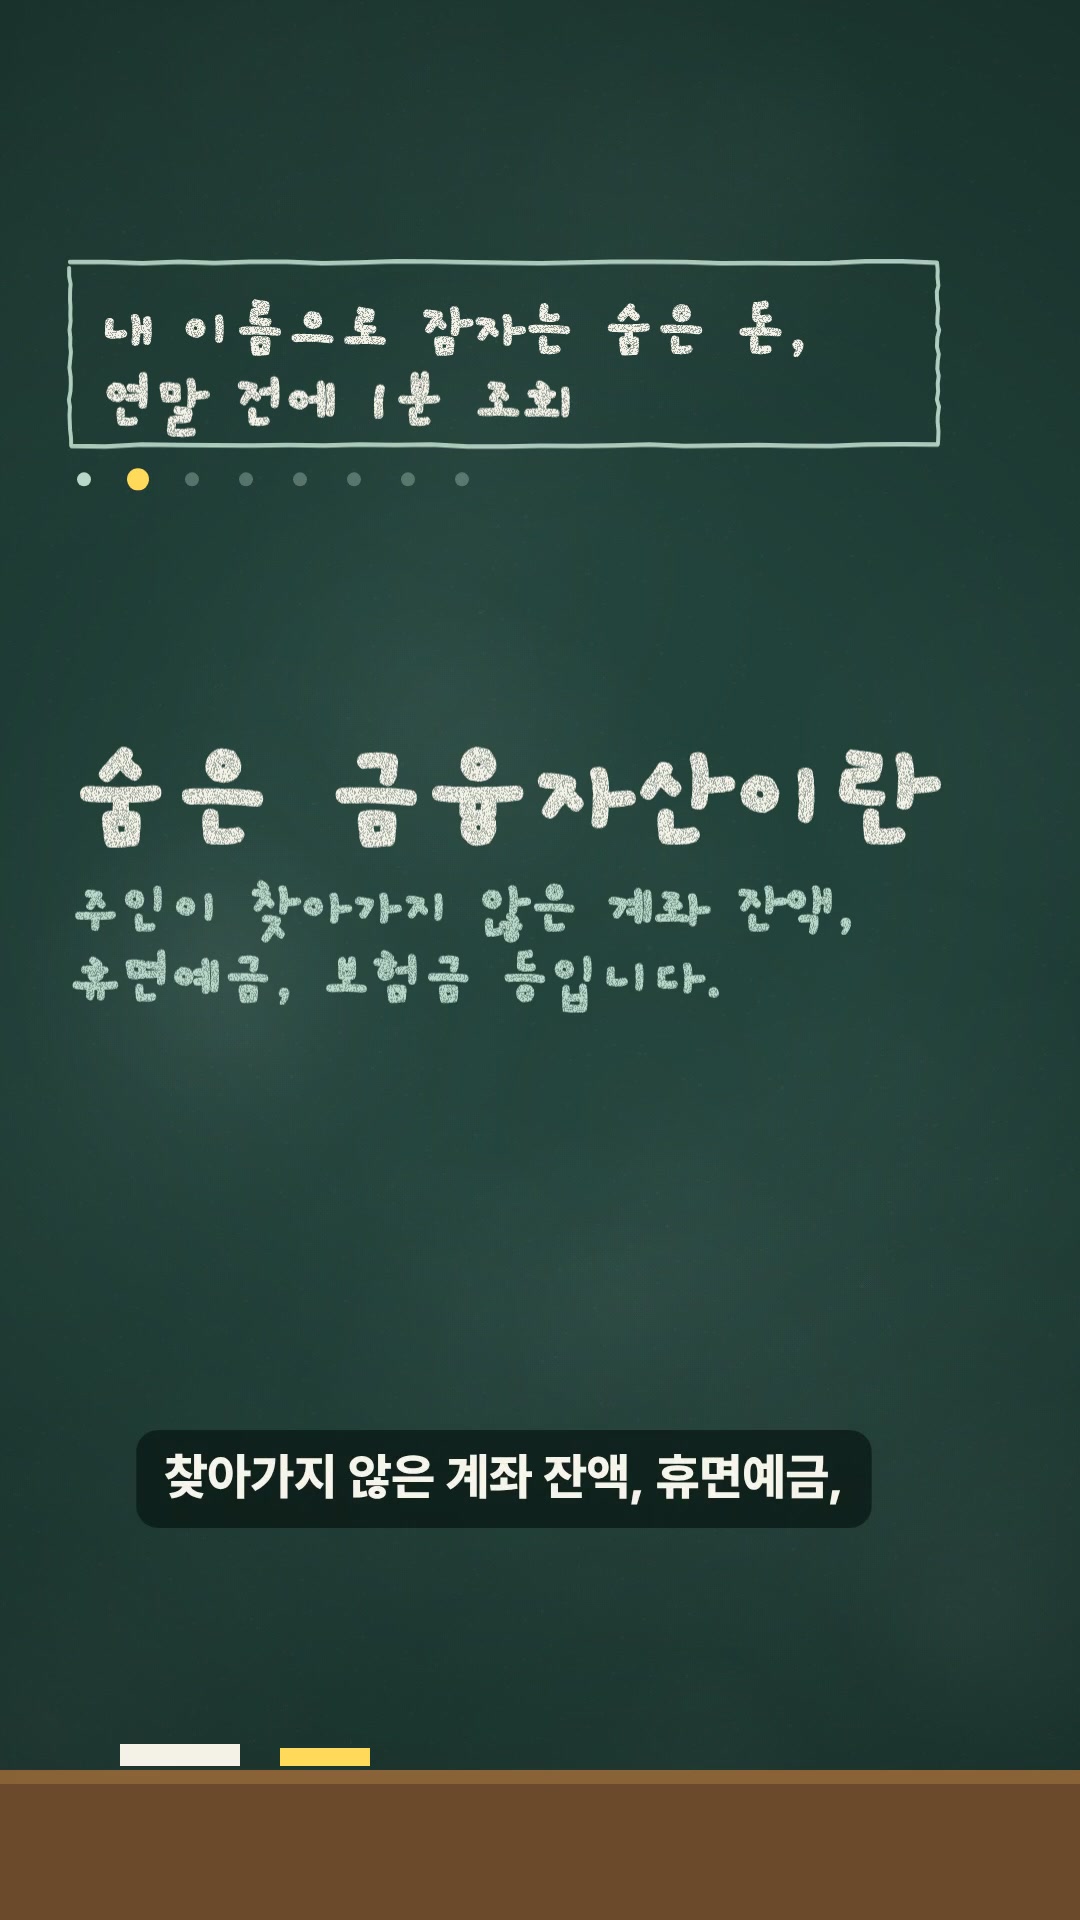 내 이름으로 잠자는 숨은 돈,
연말 전에 1분 조회
숨은 금융자산이란
주인이 찾아가지 않은 계좌 잔액,
휴면예금, 보험금 등입니다.
찾아가지 않은 계좌 잔액, 휴면예금,